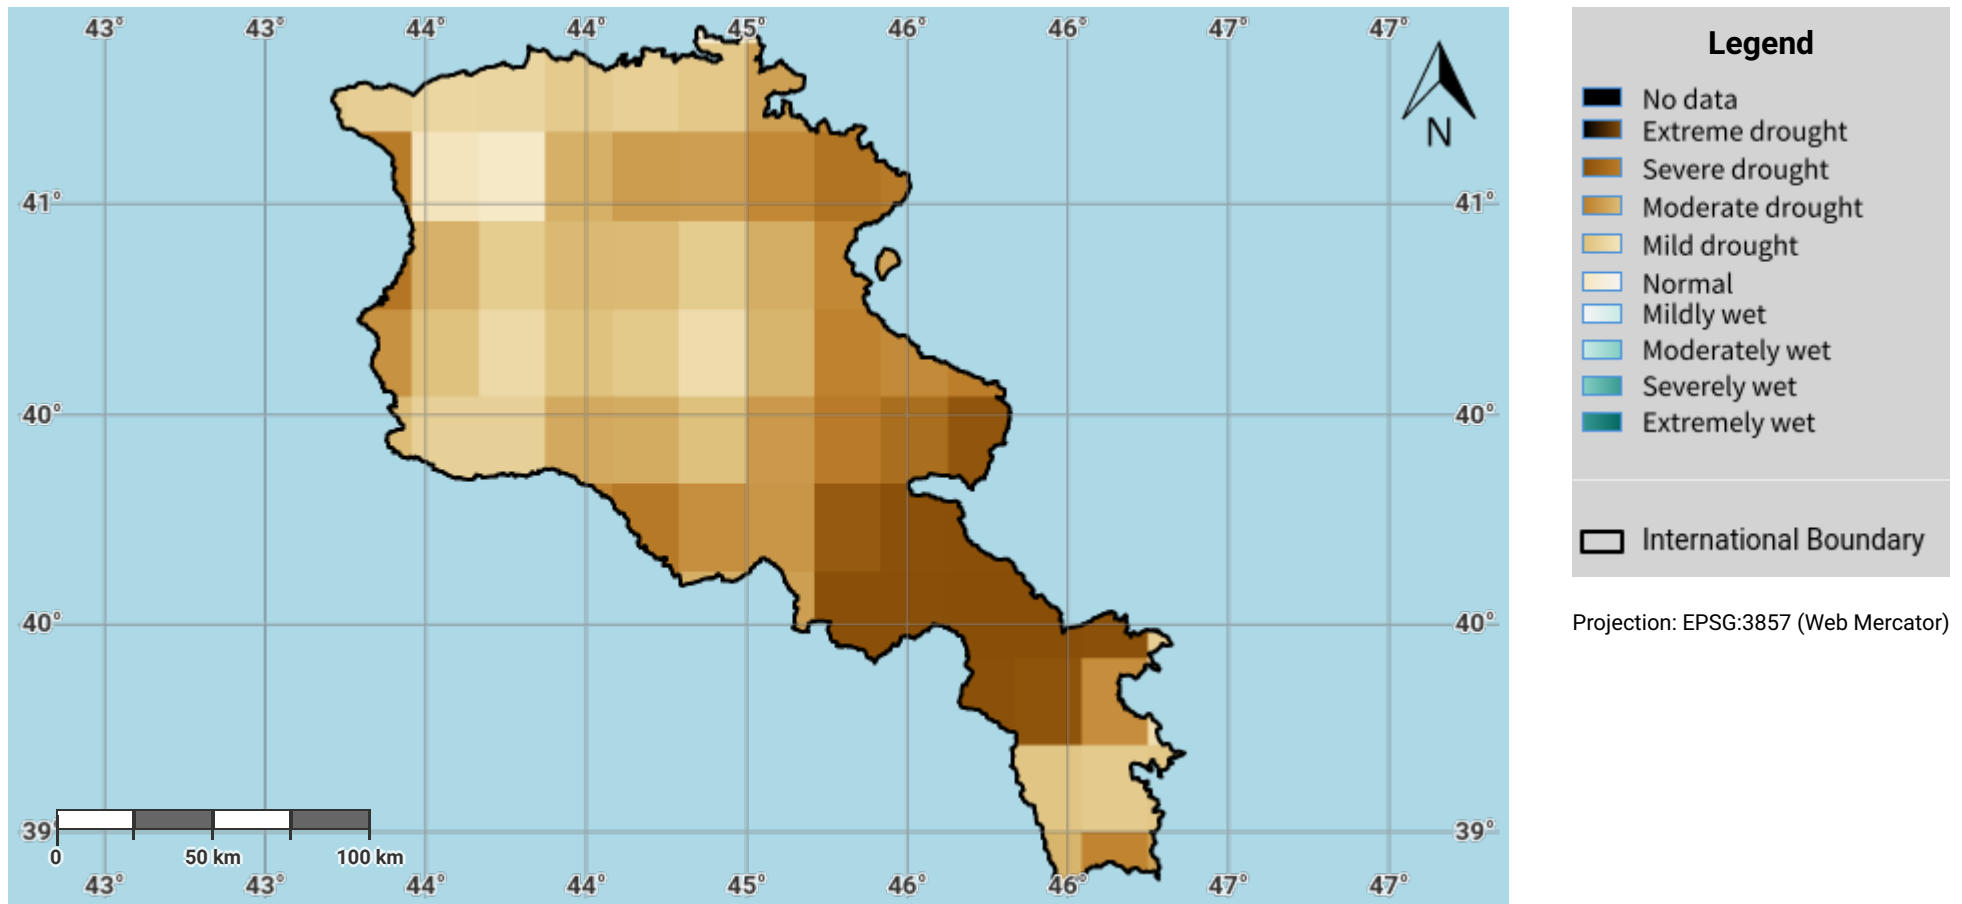 43° 43° 44° 44° 45° 46° 46° 47° 47°
41° 41°
40° 40°
40° 40°
39° 39°
43° 43° 44° 44° 45° 46° 46° 47° 47°
N
0 50 km 100 km
Legend
No data
Extreme drought
Severe drought
Moderate drought
Mild drought
Normal
Mildly wet
Moderately wet
Severely wet
Extremely wet
International Boundary
Projection: EPSG:3857 (Web Mercator)